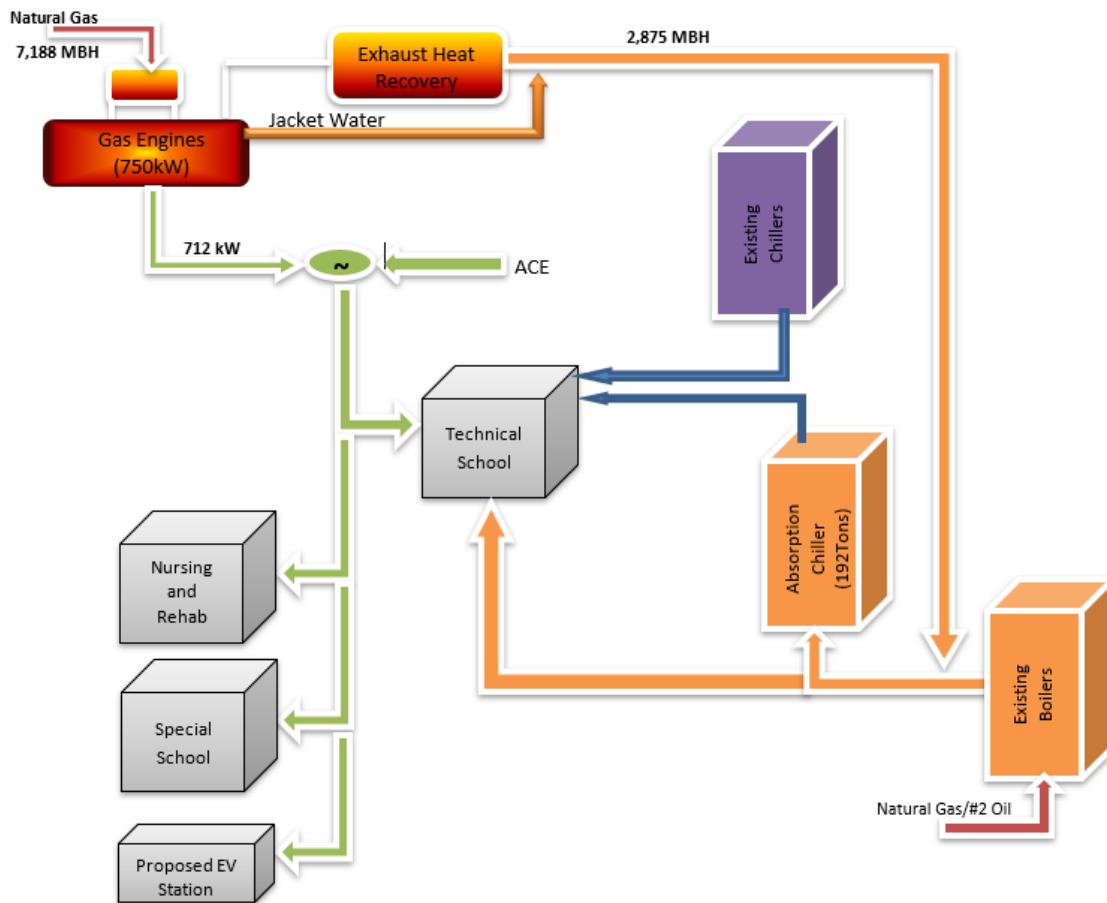 Natural Gas
7,188 MBH
Exhaust Heat
Recovery
2,875 MBH
Jacket Water
Gas Engines
(750kW)
712 kW
~
ACE
Existing
Chillers
Technical
School
Absorption
Chiller
(192Tons)
Nursing
and
Rehab
Special
School
Existing
Boilers
Natural Gas/#2 Oil
Proposed EV
Station